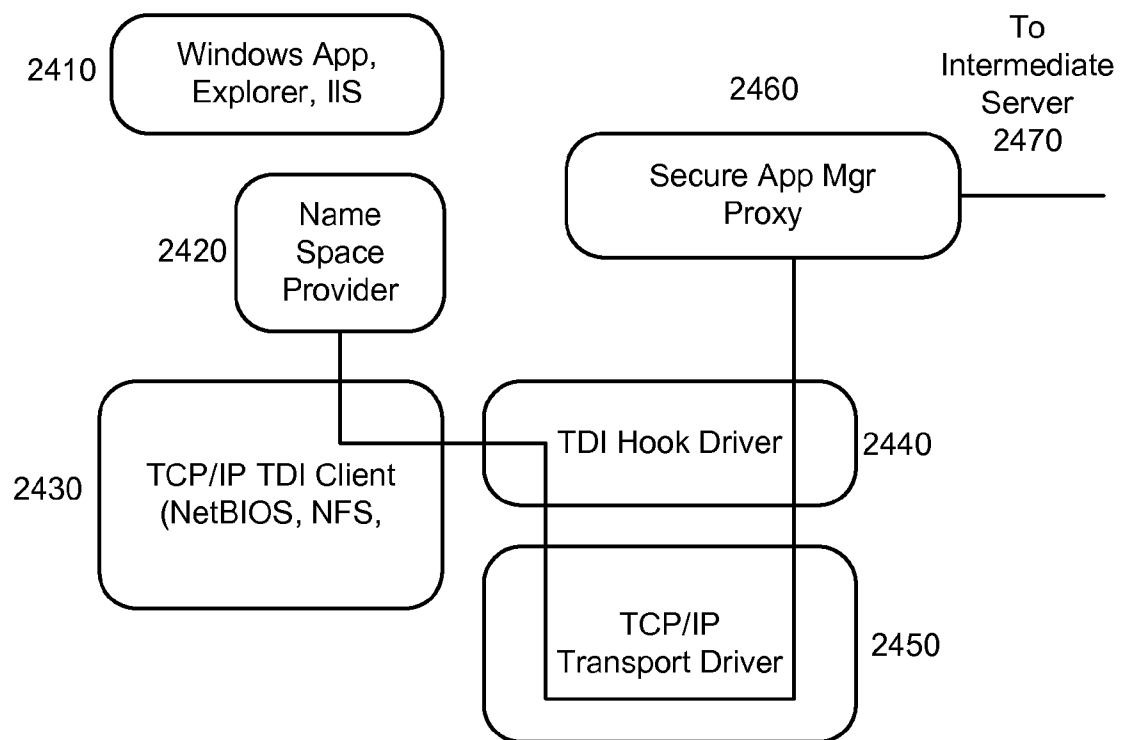 2410
Windows App,
Explorer, IIS
To
Intermediate
Server
2470
2460
Secure App Mgr
Proxy
2420
Name
Space
Provider
2430
TCP/IP TDI Client
(NetBIOS, NFS,
TDI Hook Driver
2440
TCP/IP
Transport Driver
2450